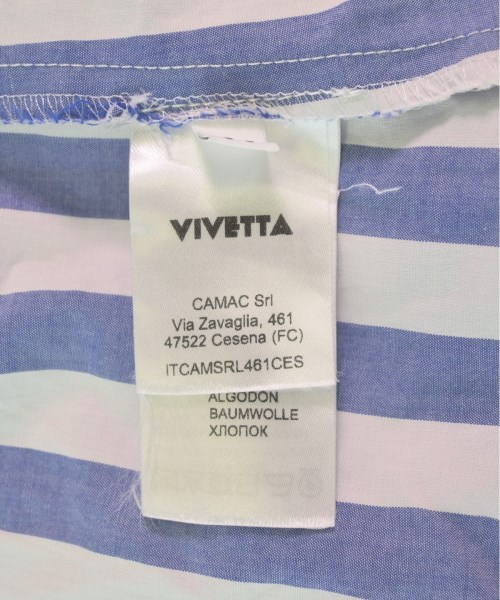 VIVETTA
CAMAC Srl
Via Zavaglia, 461
47522 Cesena (FC)
ITCAMSRL461CES
ALGODON
BAUMWOLLE
ХЛОПОК